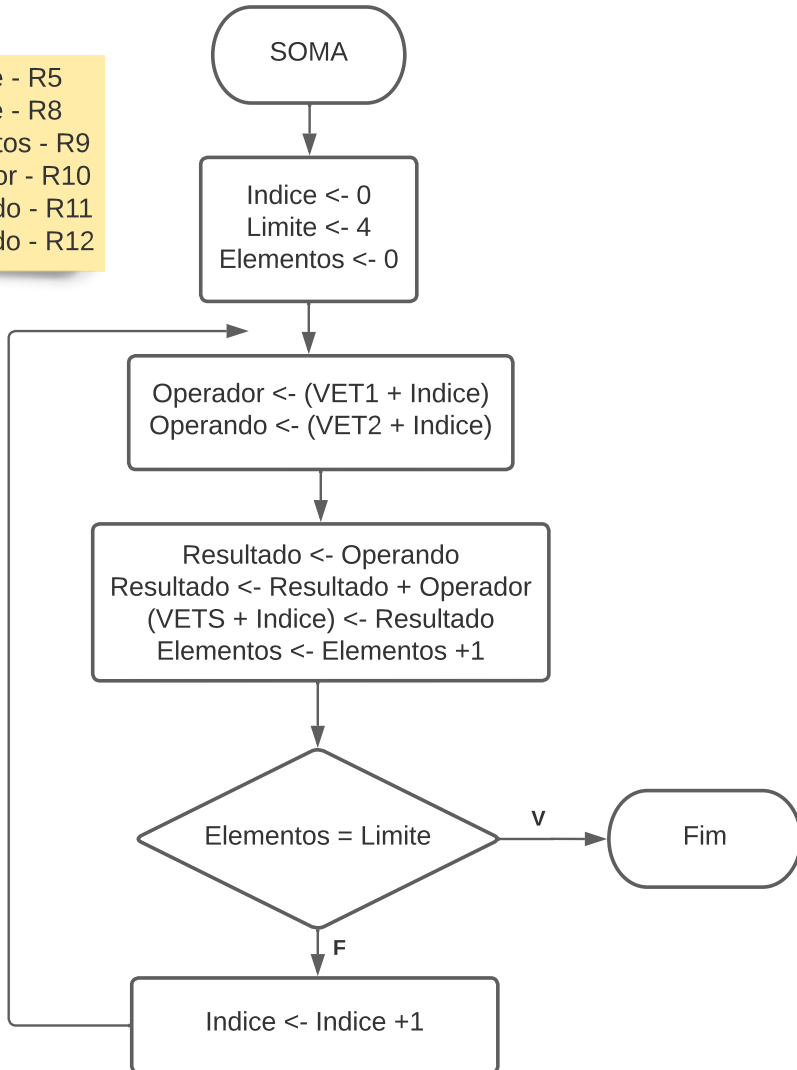 SOMA
e - R5
e - R8
tos - R9
or - R10
do - R11
do - R12
Indice <- 0
Limite <- 4
Elementos <- 0
Operador <- (VET1 + Indice)
Operando <- (VET2 + Indice)
Resultado <- Operando
Resultado <- Resultado + Operador
(VETS + Indice) <- Resultado
Elementos <- Elementos +1
Elementos = Limite
V
Fim
F
Indice <- Indice +1